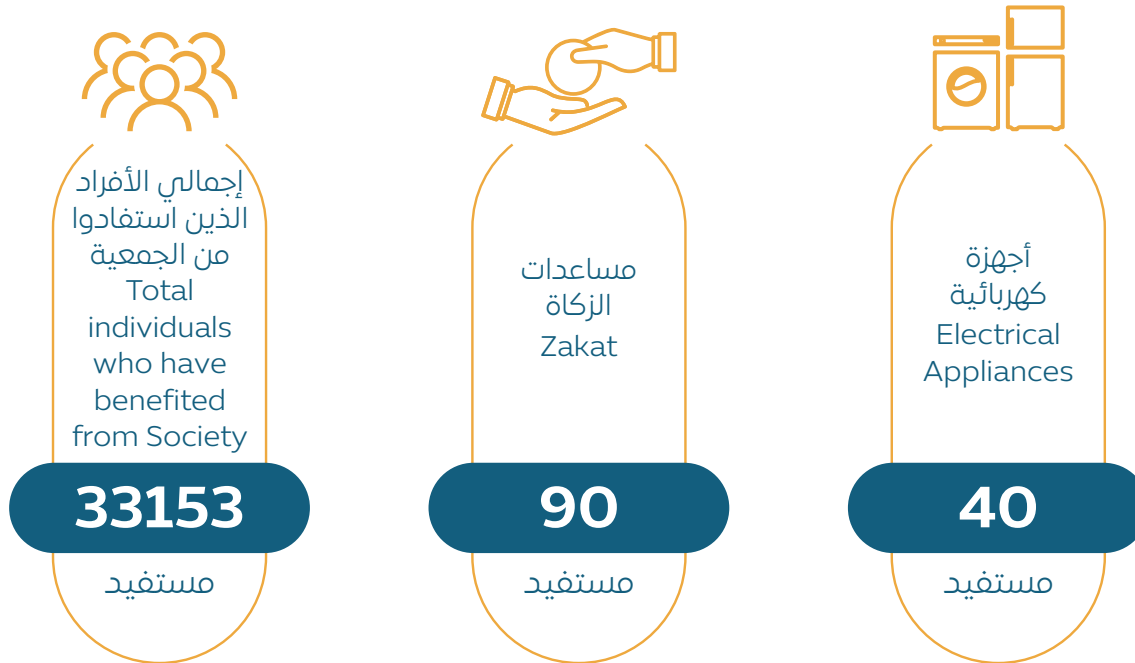 إجمالي الأفراد
الذين استفادوا
من الجمعية
Total
individuals
who have
benefited
from Society
33153
مستفيد
مساعدات
الزكاة
Zakat
90
مستفيد
أجهزة
كهربائية
Electrical
Appliances
40
مستفيد